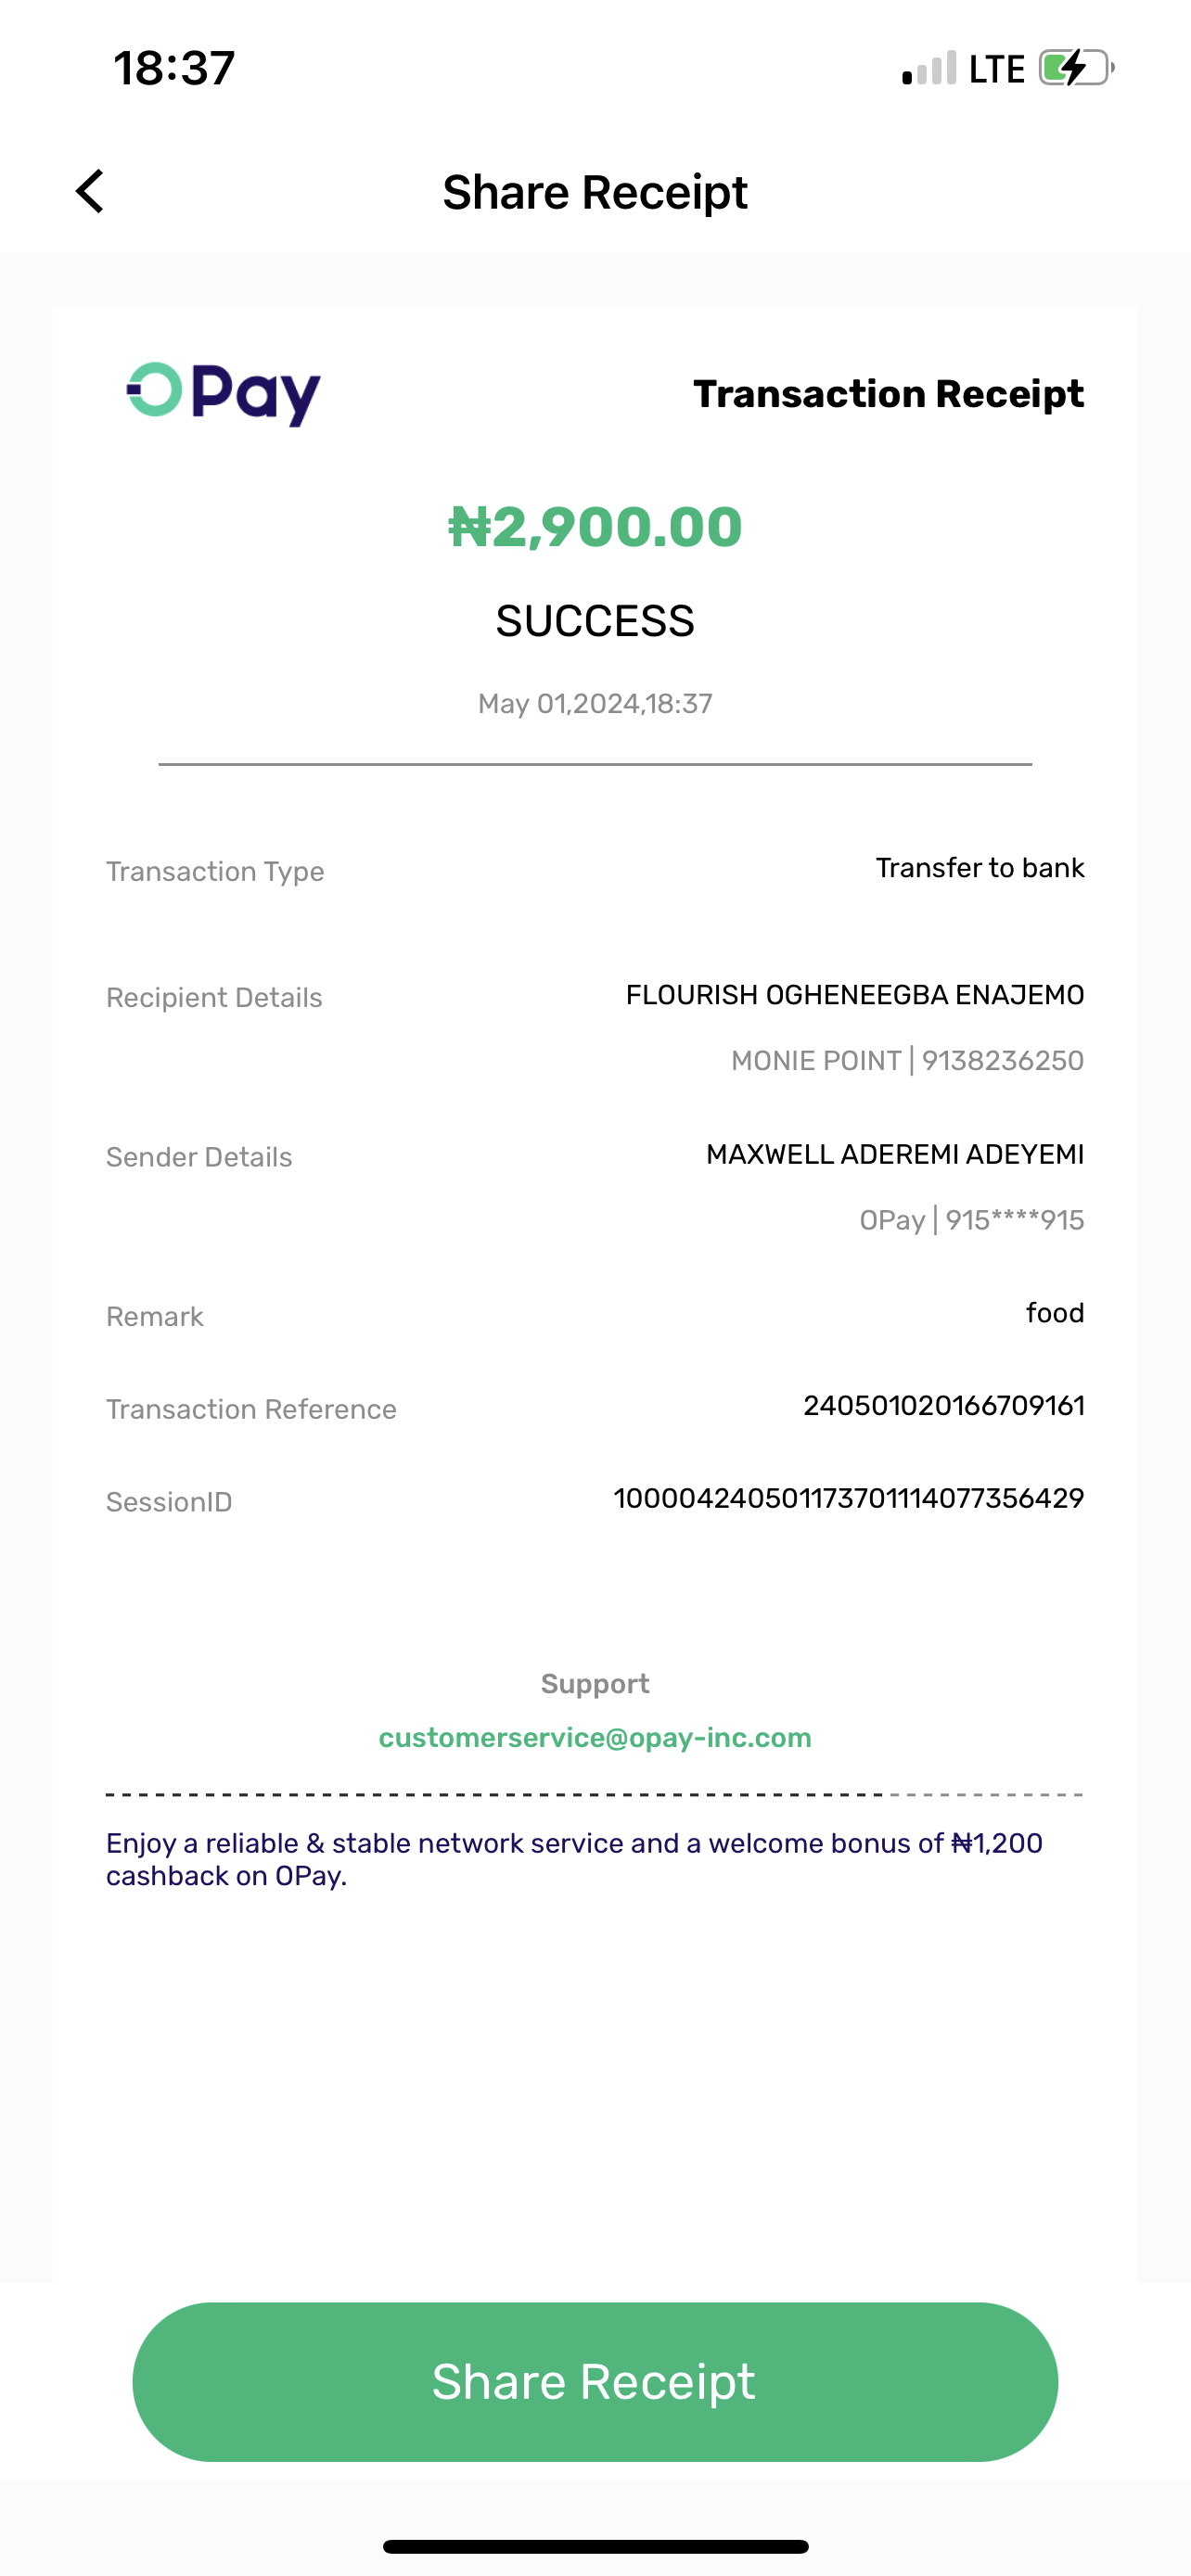 18:37 LTE
Share Receipt
OPay Transaction Receipt
₦2,900.00
SUCCESS
May 01,2024,18:37
Transaction Type Transfer to bank
Recipient Details FLOURISH OGHENEEGBA ENAJEMO
MONIE POINT | 9138236250
Sender Details MAXWELL ADEREMI ADEYEMI
OPay | 915****915
Remark food
Transaction Reference 240501020166709161
SessionID 100004240501173701114077356429
Support
customerservice@opay-inc.com
Enjoy a reliable & stable network service and a welcome bonus of ₦1,200
cashback on OPay.
Share Receipt